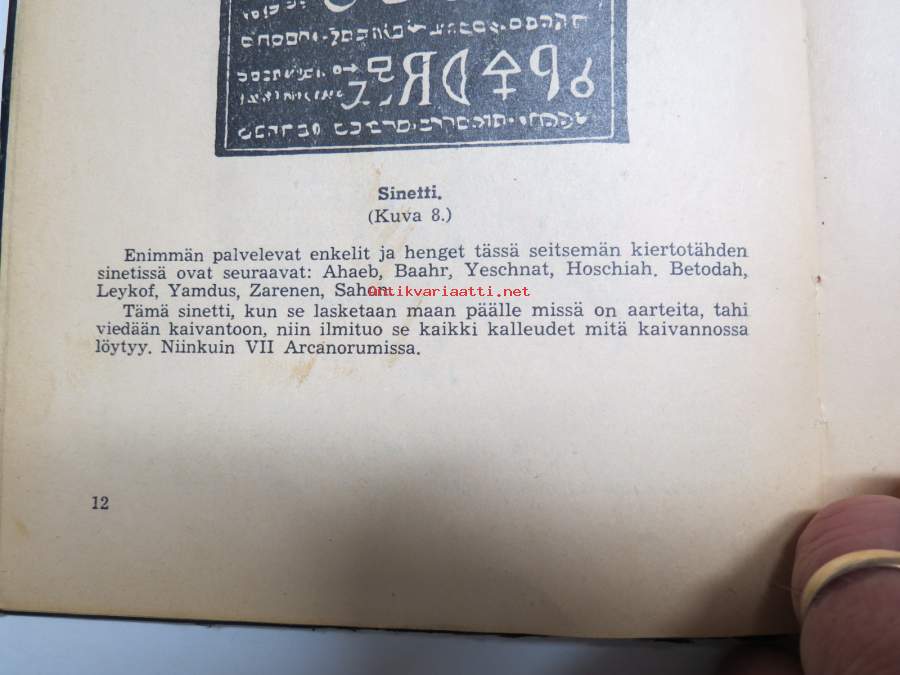 Sinetti.
(Kuva 8.)
Enimmän palvelevat enkelit ja henget tässä seitsemän kiertotähden
sinetissä ovat seuraavat: Ahaeb, Baahr, Yeschnat, Hoschiah. Betodah,
Leykof, Yamdus, Zarenen, Sahon.
antikvariaatti.net
Tämä sinetti, kun se lasketaan maan päälle missä on aarteita, tahi
viedään kaivantoon, niin ilmituo se kaikki kalleudet mitä kaivannossa
löytyy. Niinkuin VII Arcanorumissa.
12